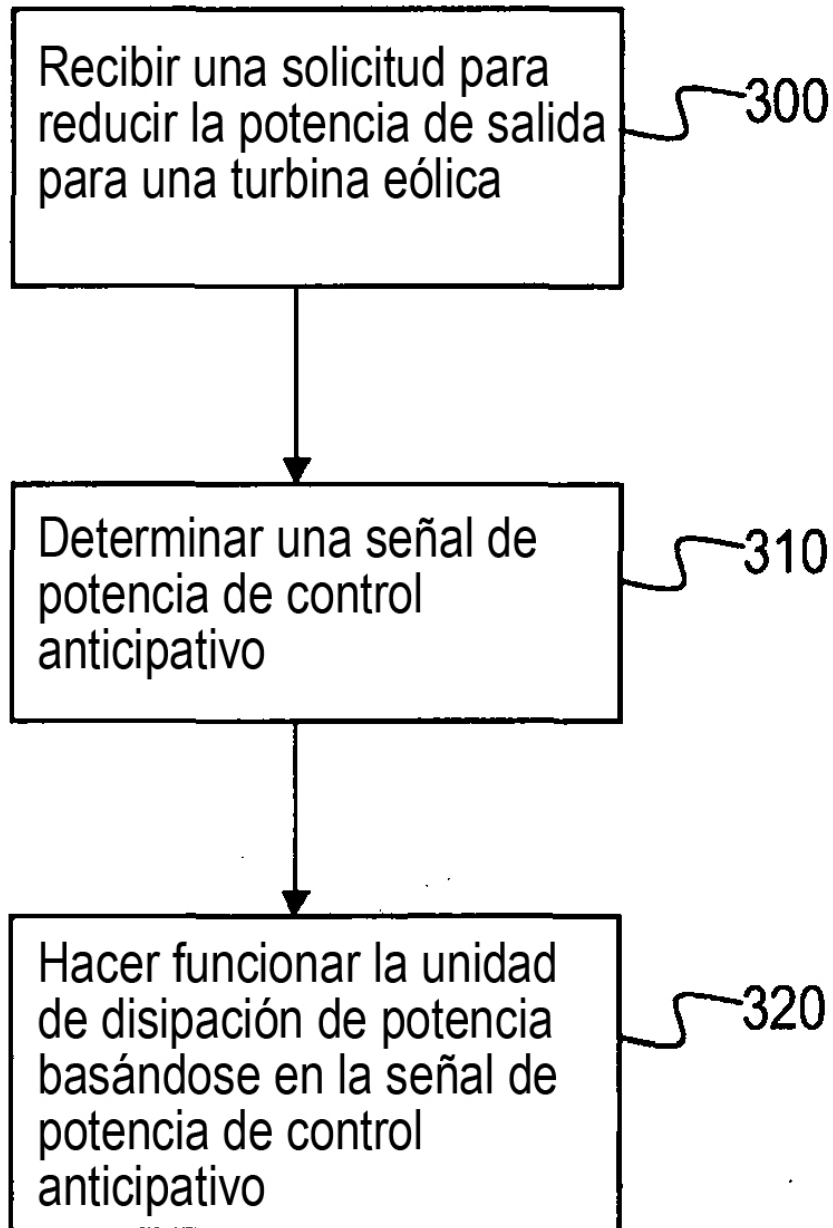 Recibir una solicitud para
reducir la potencia de salida
para una turbina eólica
300
Determinar una señal de
potencia de control
anticipativo
310
Hacer funcionar la unidad
de disipación de potencia
basándose en la señal de
potencia de control
anticipativo
320